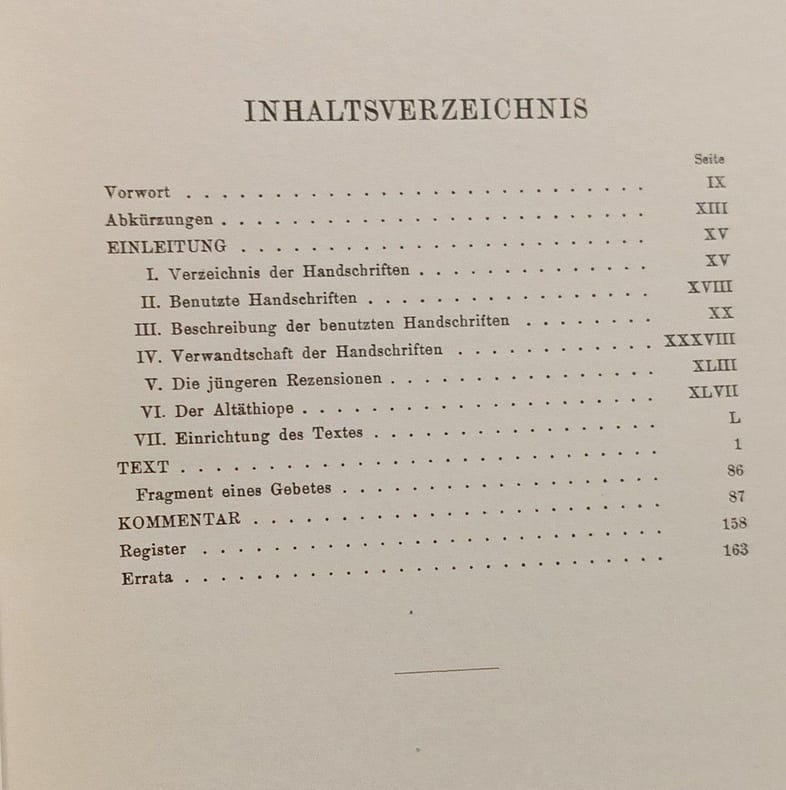 INHALTSVERZEICHNIS
Seite
Vorwort . . . . . . . . . . . . . . . . . . . . . IX
Abkürzungen . . . . . . . . . . . . . . . . . . . . XIII
EINLEITUNG . . . . . . . . . . . . . . . . . . . XV
I. Verzeichnis der Handschriften . . . . . . . . . . . XV
II. Benutzte Handschriften . . . . . . . . . . . . . XVIII
III. Beschreibung der benutzten Handschriften . . . . . . . XX
IV. Verwandtschaft der Handschriften . . . . . . . . . XXXVIII
V. Die jüngeren Rezensionen . . . . . . . . . . . . XLIII
VI. Der Altäthiope . . . . . . . . . . . . . . . . XLVII
VII. Einrichtung des Textes . . . . . . . . . . . . . L
TEXT . . . . . . . . . . . . . . . . . . . . . . 1
Fragment eines Gebetes . . . . . . . . . . . . . . 86
KOMMENTAR . . . . . . . . . . . . . . . . . . . 87
Register . . . . . . . . . . . . . . . . . . . . . 158
Errata . . . . . . . . . . . . . . . . . . . . . . 163